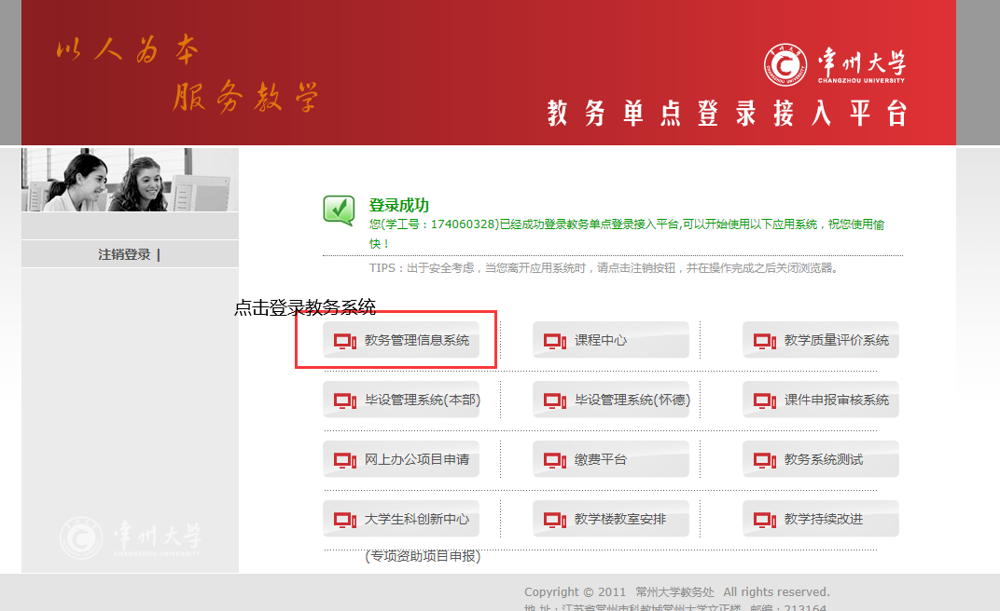 以人为本
服务教学
常州大学
CHANGZHOU UNIVERSITY
教务单点登录接入平台
注销登录 |
登录成功
您(学工号：174060328)已经成功登录教务单点登录接入平台,可以开始使用以下应用系统，祝您使用愉
快！
TIPS：出于安全考虑，当您离开应用系统时，请点击注销按钮，并在操作完成之后关闭浏览器。
点击登录教务系统
教务管理信息系统
课程中心
教学质量评价系统
毕设管理系统(本部)
毕设管理系统(怀德)
课件申报审核系统
网上办公项目申请
缴费平台
教务系统测试
大学生科创新中心
教学楼教室安排
教学持续改进
(专项资助项目申报)
常州大学
CHANGZHOU UNIVERSITY
Copyright © 2011 常州大学教务处 All rights reserved.
地 址：江苏省常州市科教城常州大学文正楼 邮编：213164